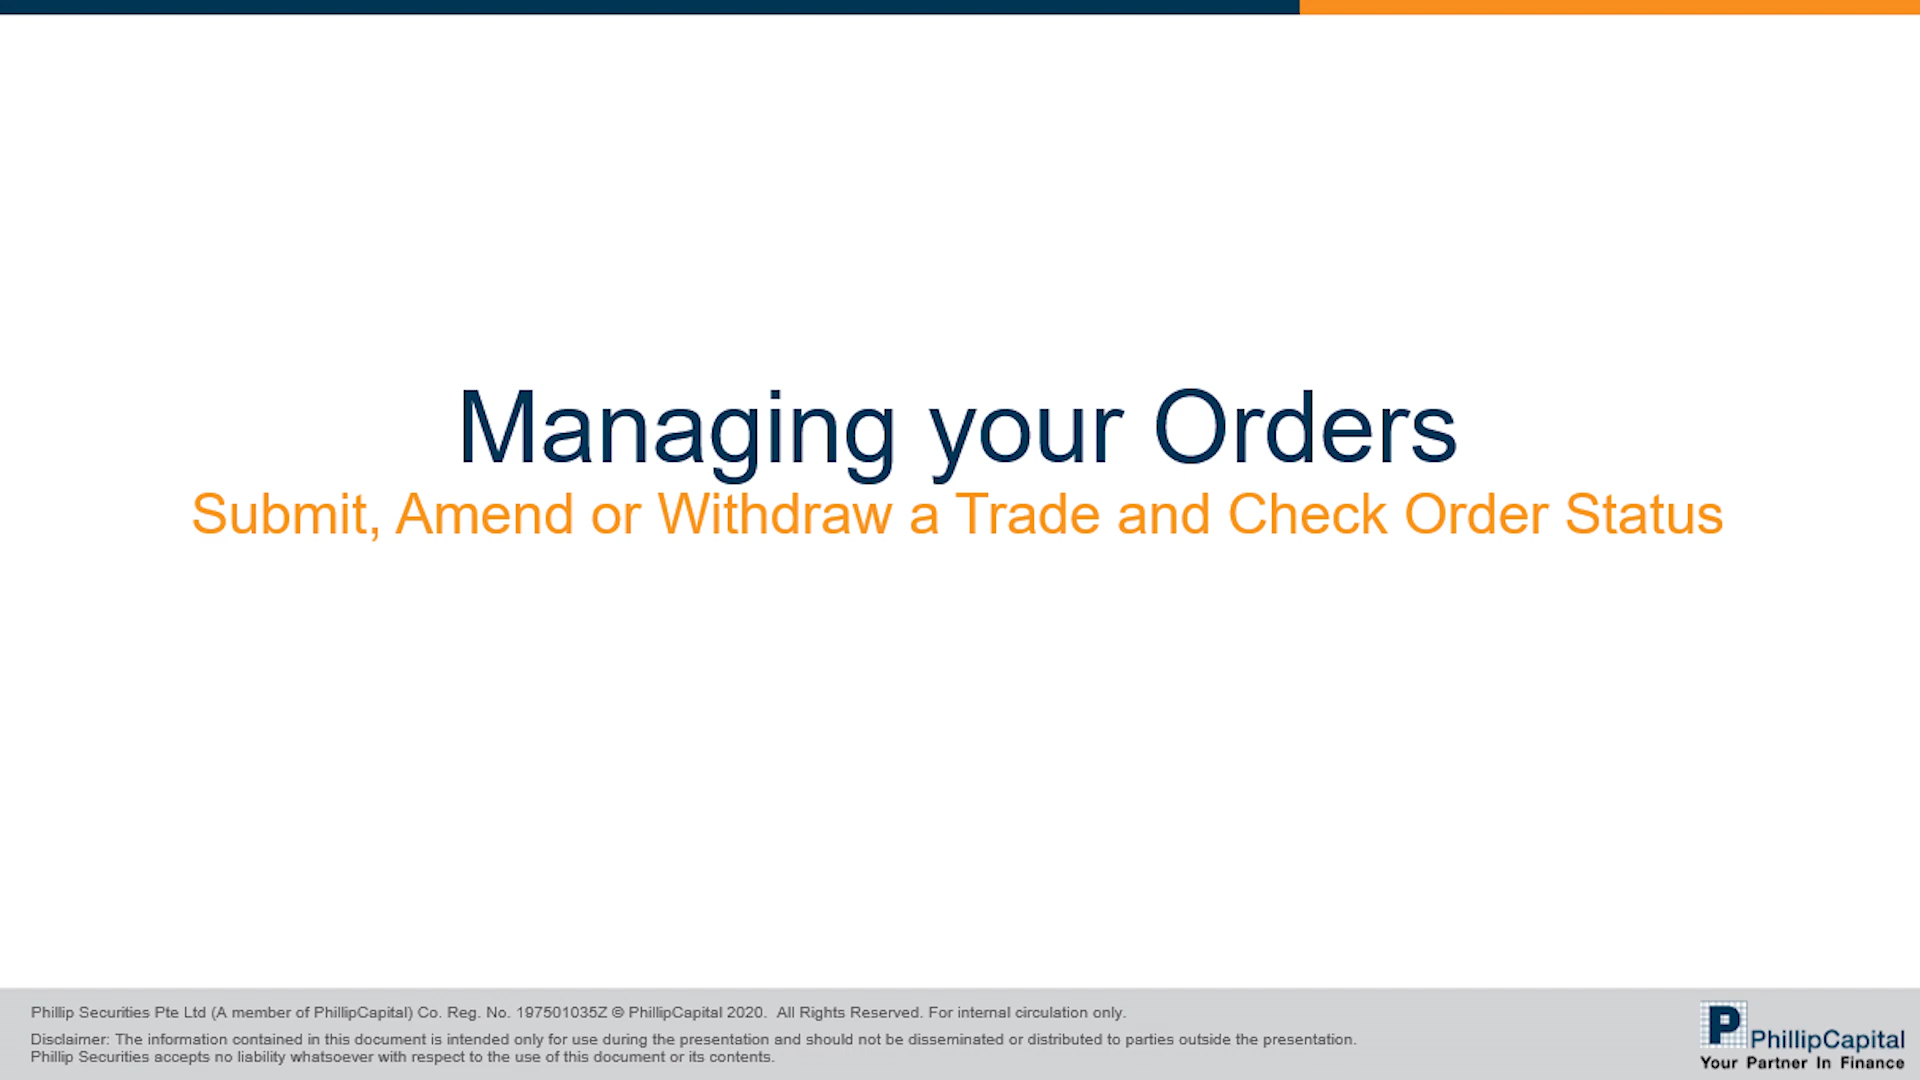 Managing your Orders
Submit, Amend or Withdraw a Trade and Check Order Status
Phillip Securities Pte Ltd (A member of PhillipCapital) Co. Reg. No. 197501035Z © PhillipCapital 2020.  All Rights Reserved. For internal circulation only.
Disclaimer: The information contained in this document is intended only for use during the presentation and should not be disseminated or distributed to parties outside the presentation.
Phillip Securities accepts no liability whatsoever with respect to the use of this document or its contents.
P PhillipCapital
Your Partner In Finance